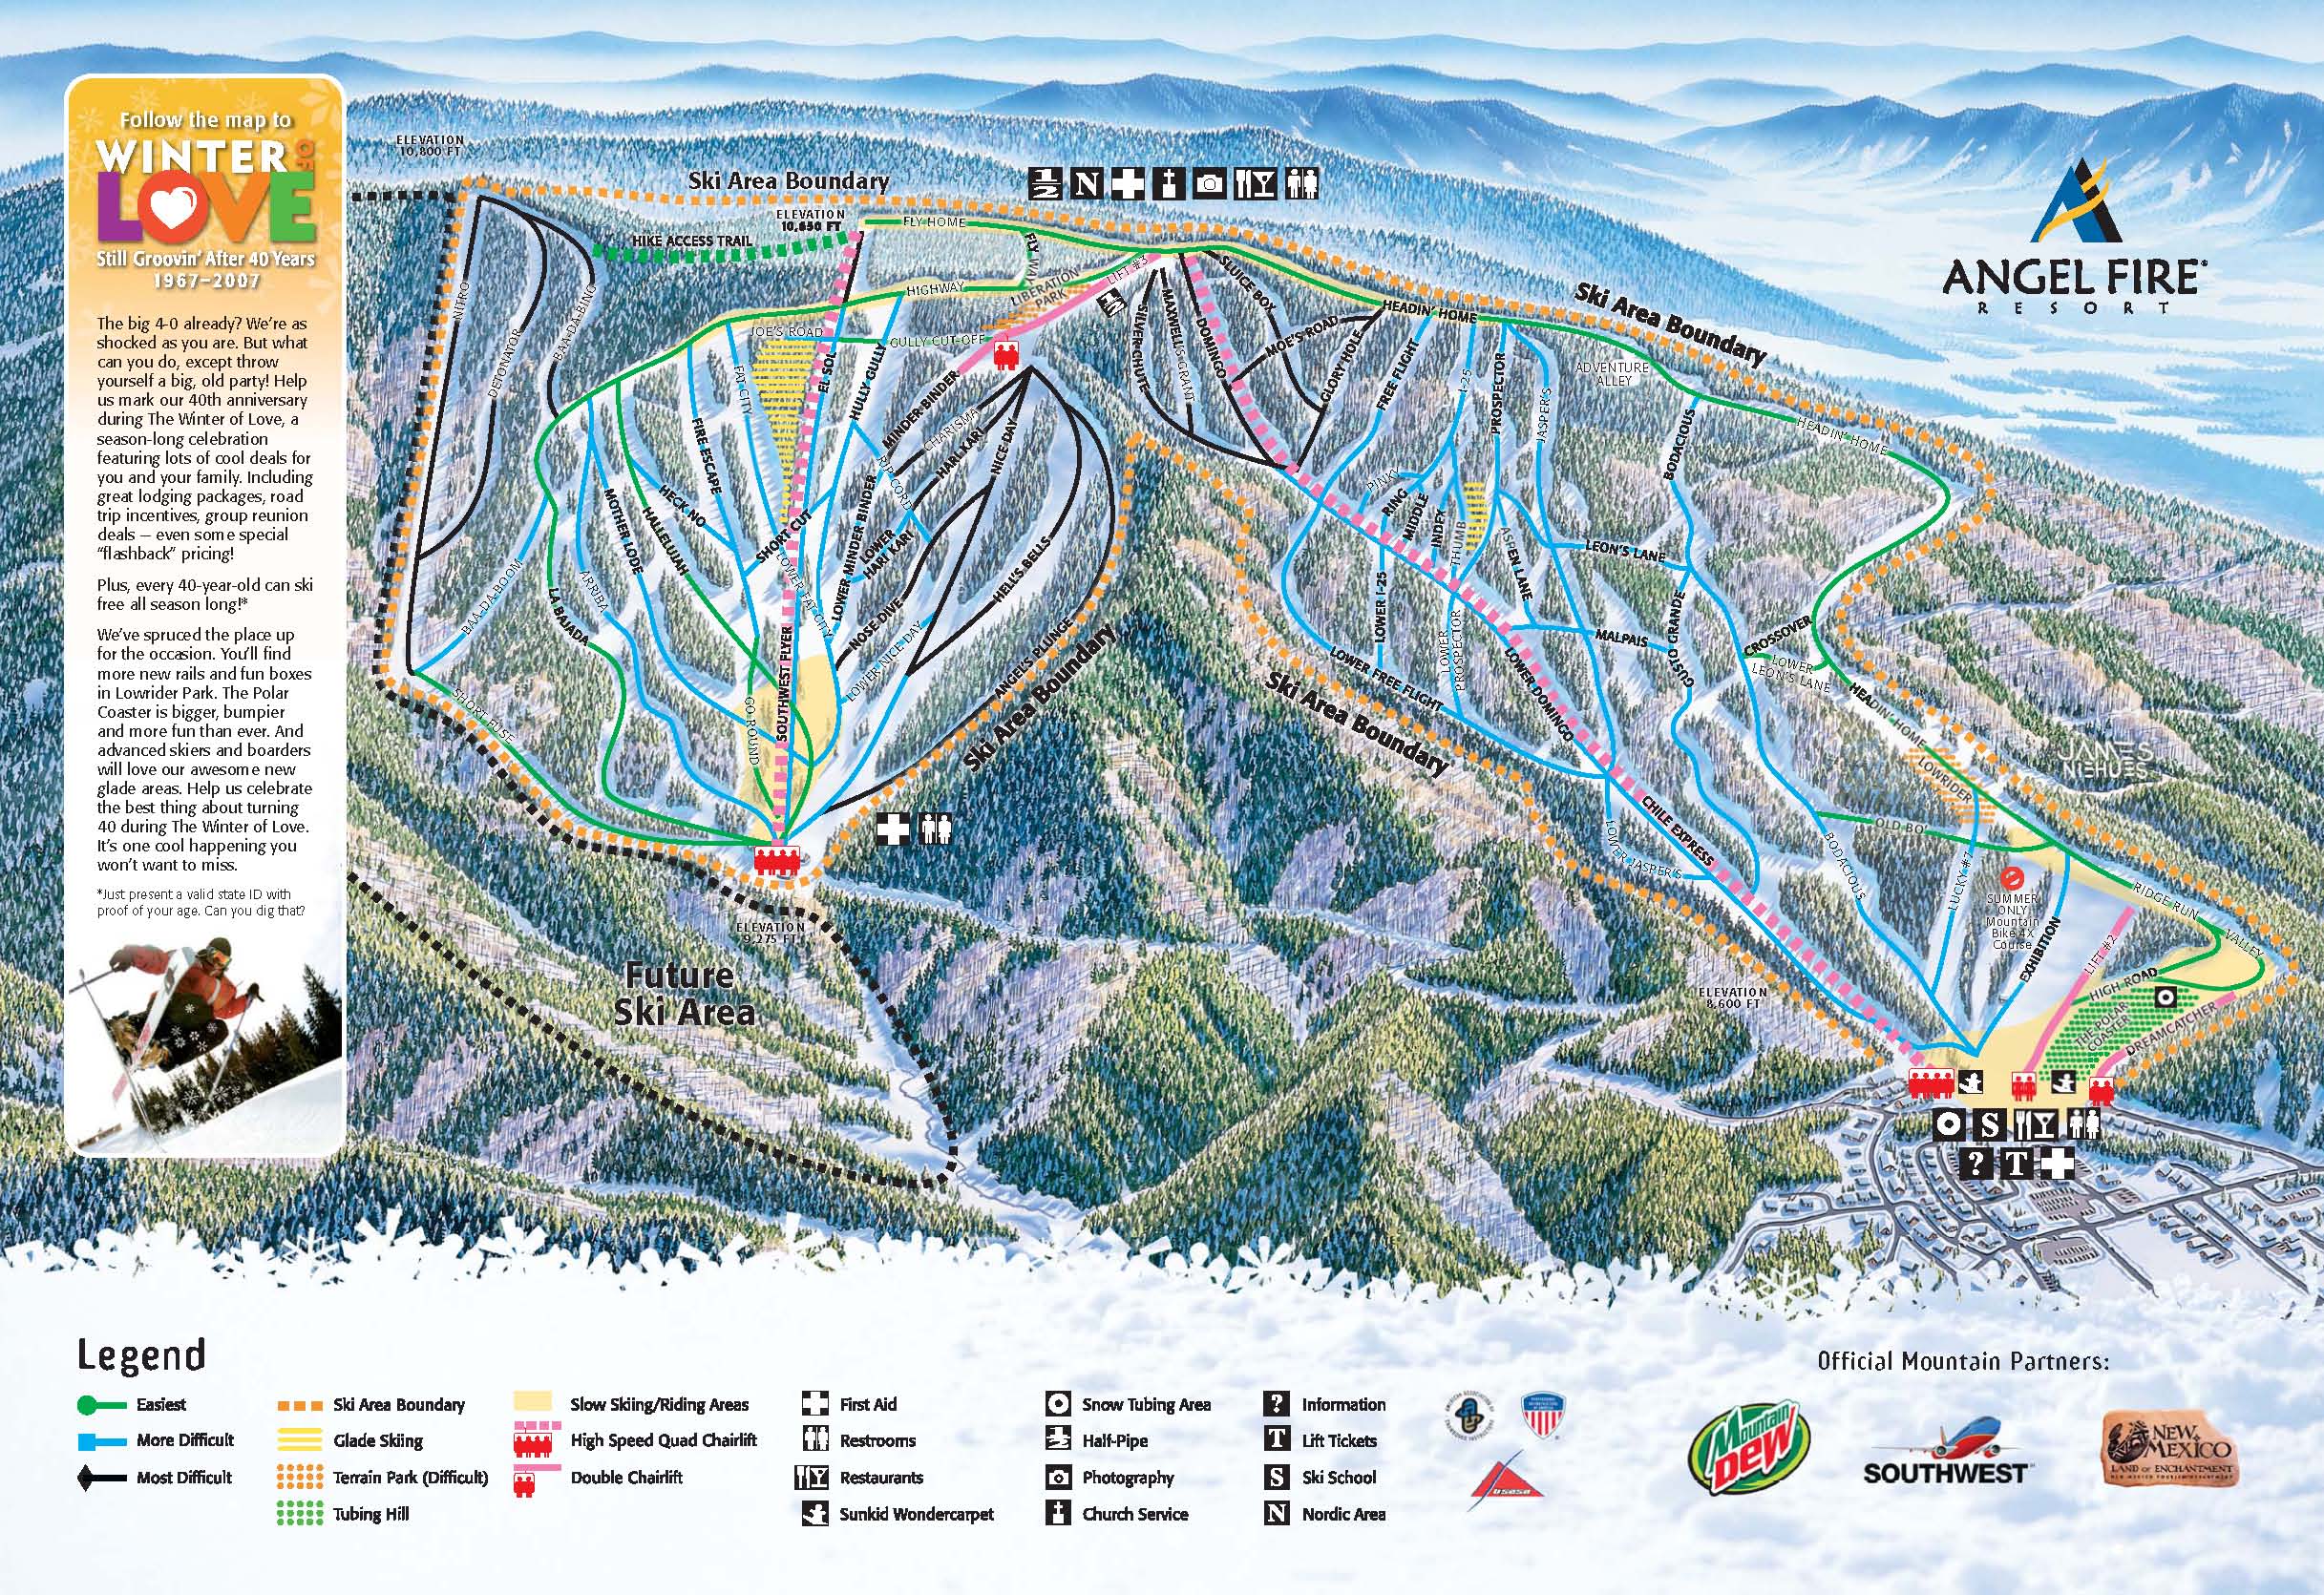 Follow the map to
WINTER OF
LOVE
Still Groovin' After 40 Years
1967–2007
The big 4-0 already? We're as
shocked as you are. But what
can you do, except throw
yourself a big, old party! Help
us mark our 40th anniversary
during The Winter of Love, a
season-long celebration
featuring lots of cool deals for
you and your family. Including
great lodging packages, road
trip incentives, group reunion
deals — even some special
"flashback" pricing!
Plus, every 40-year-old can ski
free all season long!*
We've spruced the place up
for the occasion. You'll find
more new rails and fun boxes
in Lowrider Park. The Polar
Coaster is bigger, bumpier
and more fun than ever. And
advanced skiers and boarders
will love our awesome new
glade areas. Help us celebrate
the best thing about turning
40 during The Winter of Love.
It's one cool happening you
won't want to miss.
*Just present a valid state ID with
proof of your age. Can you dig that?
ELEVATION
10,800 FT
Ski Area Boundary
½ N
ELEVATION
10,650 FT
HIKE ACCESS TRAIL
FLY HOME
FLY WAY
HIGHWAY
LIBERATION
PARK
LIFT #3
JOE'S ROAD
GULLY CUT-OFF
NITRO
DETONATOR
BAA-DA-BING
FAT CITY
EL SOL
HULLY GULLY
MINDER-BINDER
CHARISMA
HARI KARI
NICE DAY
FIRE ESCAPE
RIPCORD
HECK NO
MOTHER LODE
HALLELUJAH
SHORT CUT
LOWER MINDER BINDER
LOWER
HARI KARI
LOWER FAT CITY
BAA-DA-BOOM
LA BAJADA
ARRIBA
NOSE DIVE
HELL'S BELLS
LOWER NICE DAY
ANGEL'S PLUNGE
Ski Area Boundary
SHORT FUSE
GO ROUND
SOUTHWEST FLYER
ELEVATION
9,275 FT
Future
Ski Area
SILVER CHUTE
MAXWELL'S GRANT
DOMINGO
SLUICE BOX
MOE'S ROAD
GLORY HOLE
HEADIN' HOME
Ski Area Boundary
FREE FLIGHT
I-25
PROSPECTOR
JASPER'S
ADVENTURE
ALLEY
BODACIOUS
HEADIN' HOME
PINKY
RING
MIDDLE
INDEX
THUMB
ASPEN LANE
LEON'S LANE
LOWER I-25
LOWER
PROSPECTOR
MALPAIS
GUSTO GRANDE
CROSSOVER
LOWER
LEON'S LANE
LOWER FREE FLIGHT
LOWER DOMINGO
Ski Area Boundary
HEADIN' HOME
JAMES
NIEHUES
LOWRIDER
OLD BO'
CHILE EXPRESS
LOWER JASPER'S
BODACIOUS
LUCKY #7
SUMMER
ONLY
Mountain
Bike 4X
Course
EXHIBITION
RIDGE RUN
VALLEY
LIFT #2
HIGH ROAD
THE POLAR
COASTER
DREAMCATCHER
ELEVATION
8,600 FT
S
? T
ANGEL FIRE®
RESORT
Legend
Easiest
More Difficult
Most Difficult
Ski Area Boundary
Glade Skiing
Terrain Park (Difficult)
Tubing Hill
Slow Skiing/Riding Areas
High Speed Quad Chairlift
Double Chairlift
First Aid
Restrooms
Restaurants
Sunkid Wondercarpet
Snow Tubing Area
½ Half-Pipe
Photography
Church Service
? Information
T Lift Tickets
S Ski School
N Nordic Area
Official Mountain Partners:
Mountain
DEW
SOUTHWEST
NEW
MEXICO
LAND of ENCHANTMENT